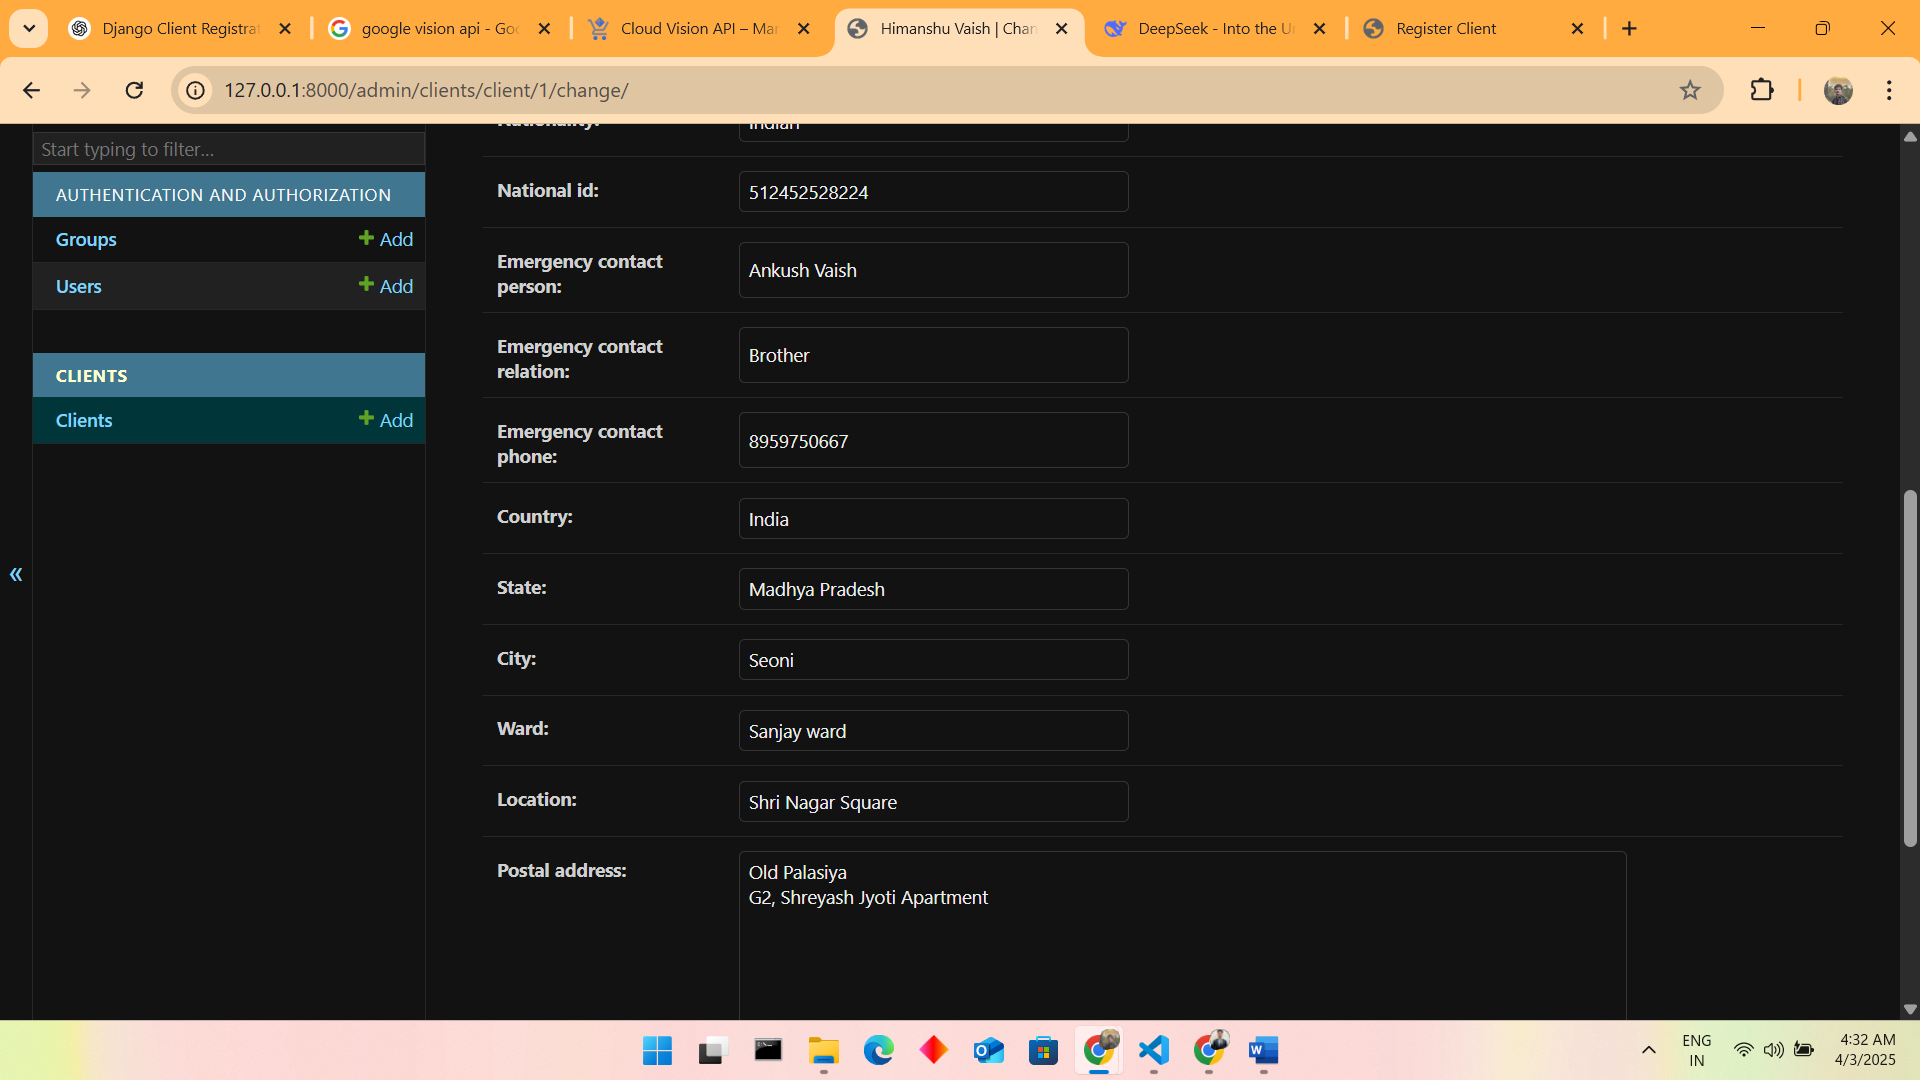 Django Client Registrat
google vision api - Goo
Cloud Vision API – Mar
Himanshu Vaish | Chan
DeepSeek - Into the Un
Register Client
127.0.0.1:8000/admin/clients/client/1/change/
Start typing to filter...
AUTHENTICATION AND AUTHORIZATION
Groups
Add
Users
Add
CLIENTS
Clients
Add
«
Nationality:
Indian
National id:
512452528224
Emergency contact
person:
Ankush Vaish
Emergency contact
relation:
Brother
Emergency contact
phone:
8959750667
Country:
India
State:
Madhya Pradesh
City:
Seoni
Ward:
Sanjay ward
Location:
Shri Nagar Square
Postal address:
Old Palasiya
G2, Shreyash Jyoti Apartment
ENG
IN
4:32 AM
4/3/2025